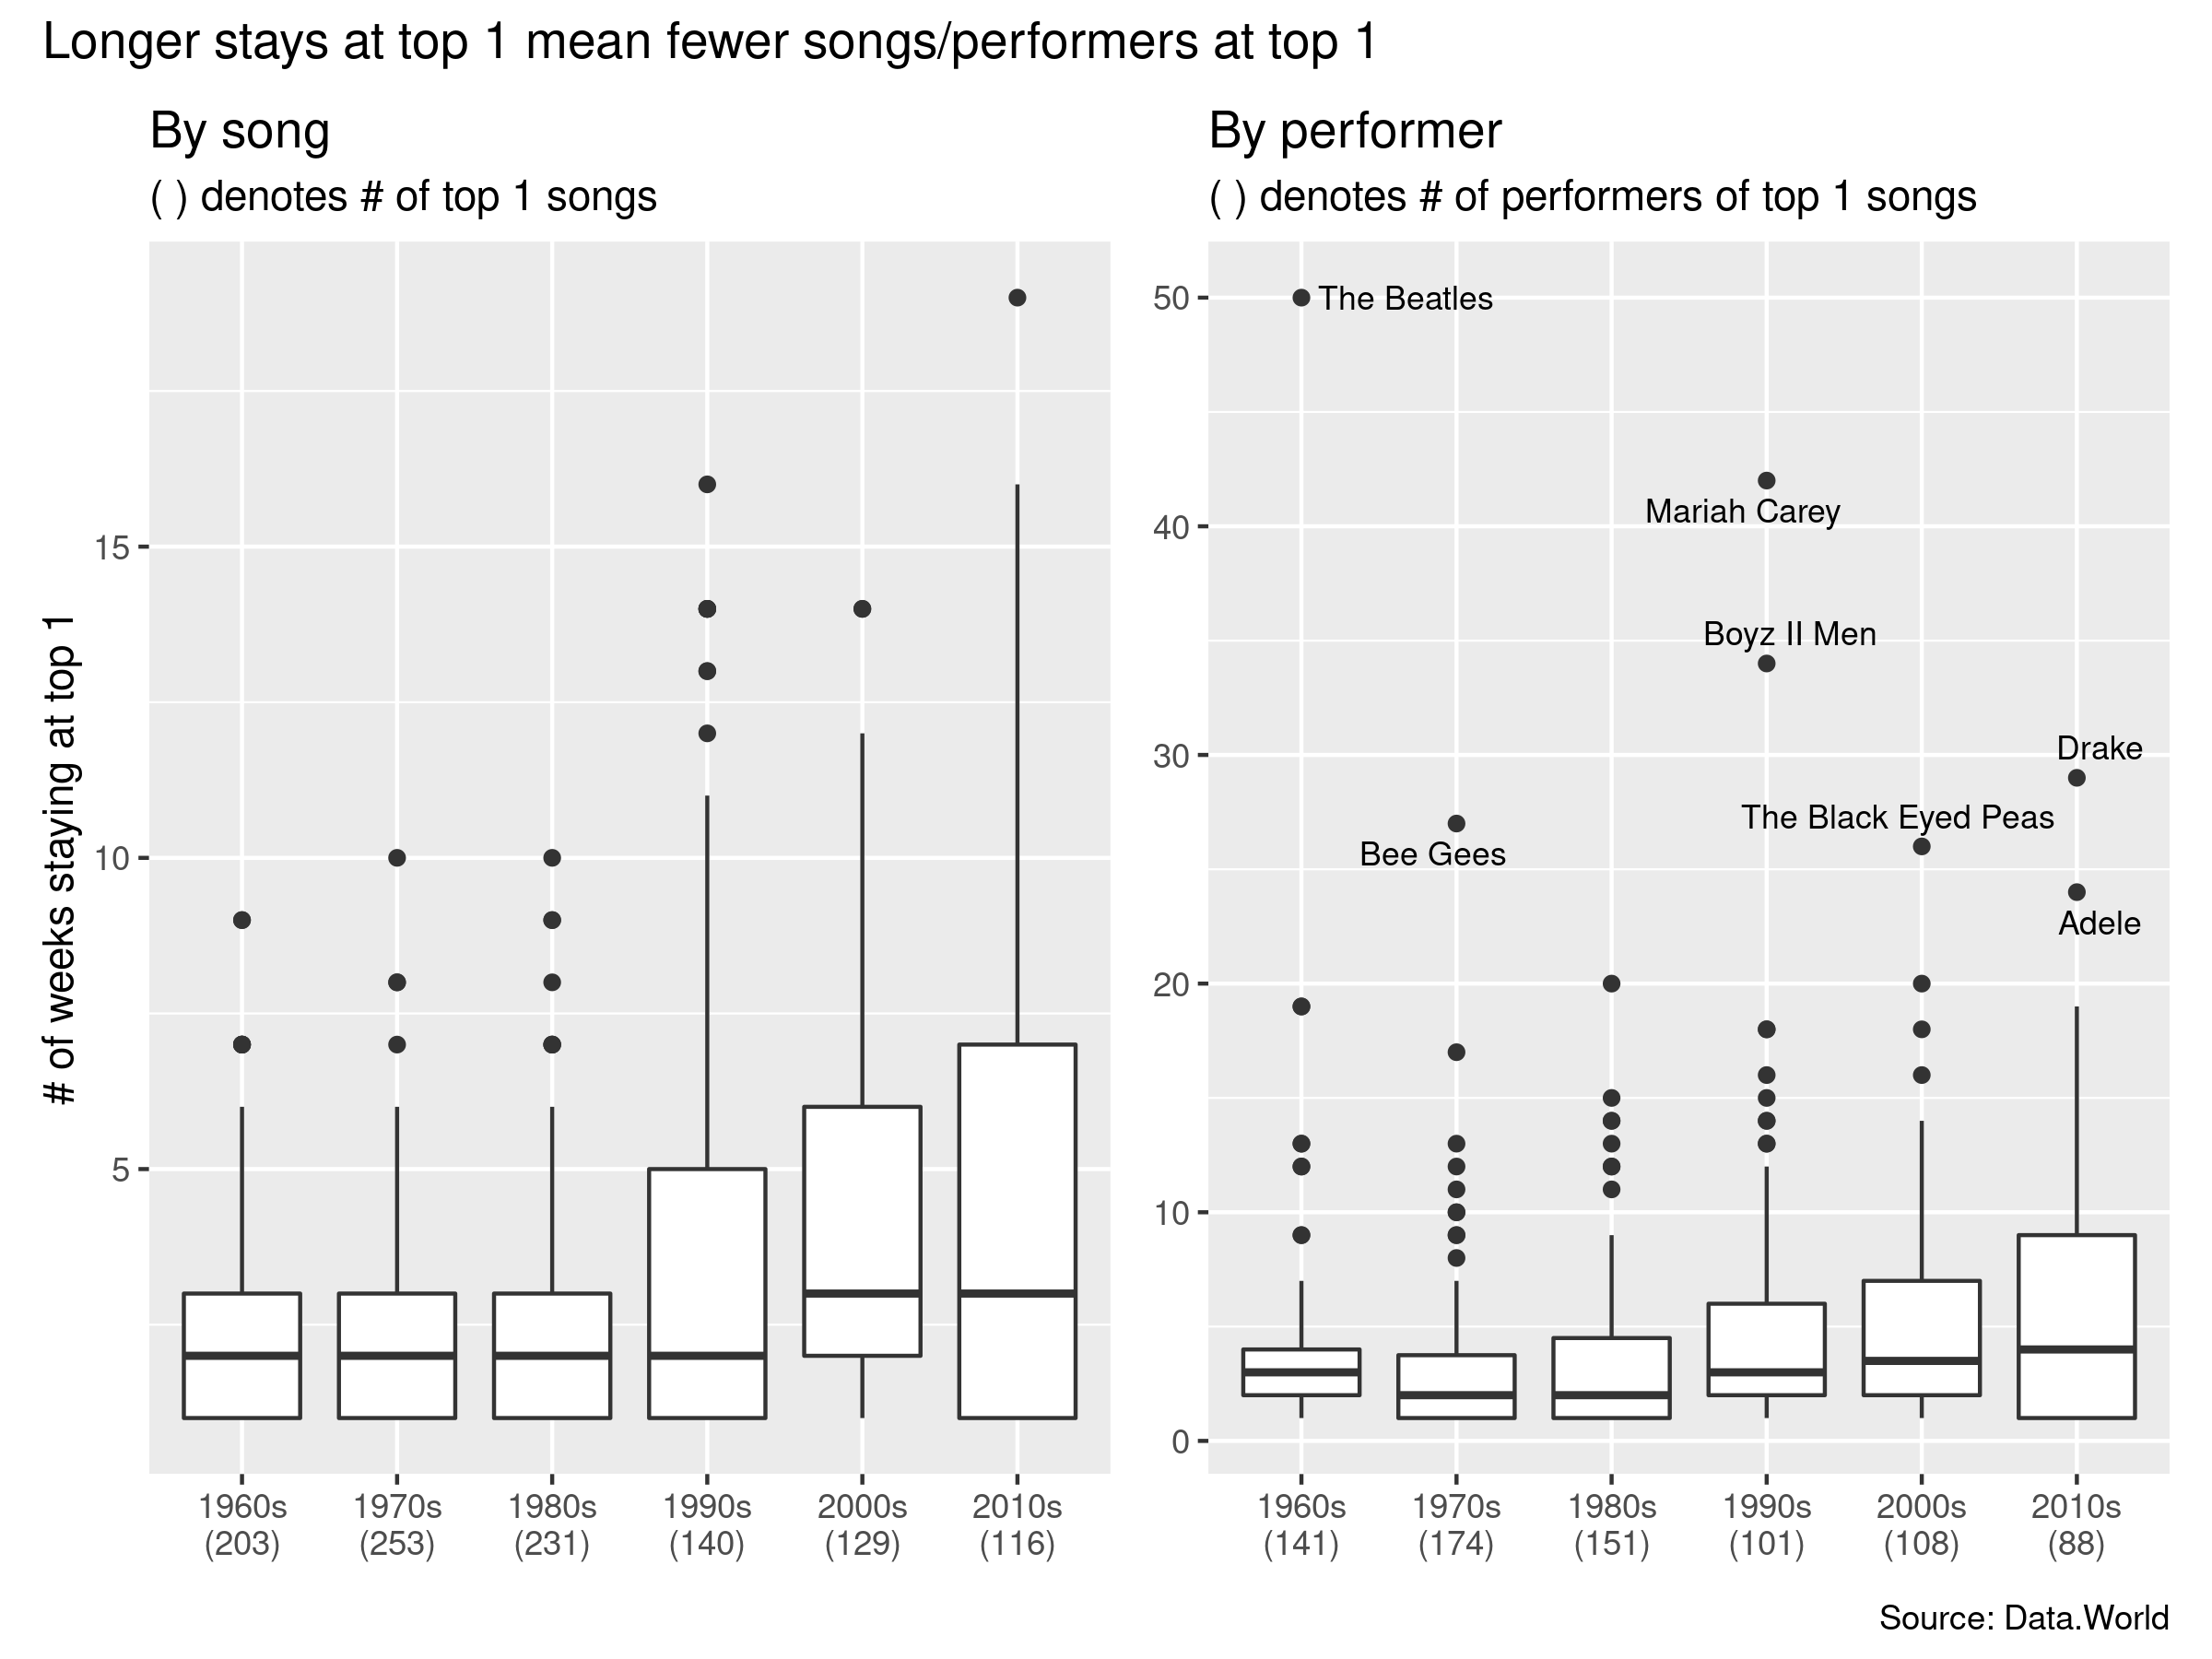 Longer stays at top 1 mean fewer songs/performers at top 1
By song
( ) denotes # of top 1 songs
# of weeks staying at top 1
15
10
5
1960s 1970s 1980s 1990s 2000s 2010s
(203) (253) (231) (140) (129) (116)
By performer
( ) denotes # of performers of top 1 songs
50
40
30
20
10
0
The Beatles
Mariah Carey
Boyz II Men
Drake
The Black Eyed Peas
Bee Gees
Adele
1960s 1970s 1980s 1990s 2000s 2010s
(141) (174) (151) (101) (108) (88)
Source: Data.World